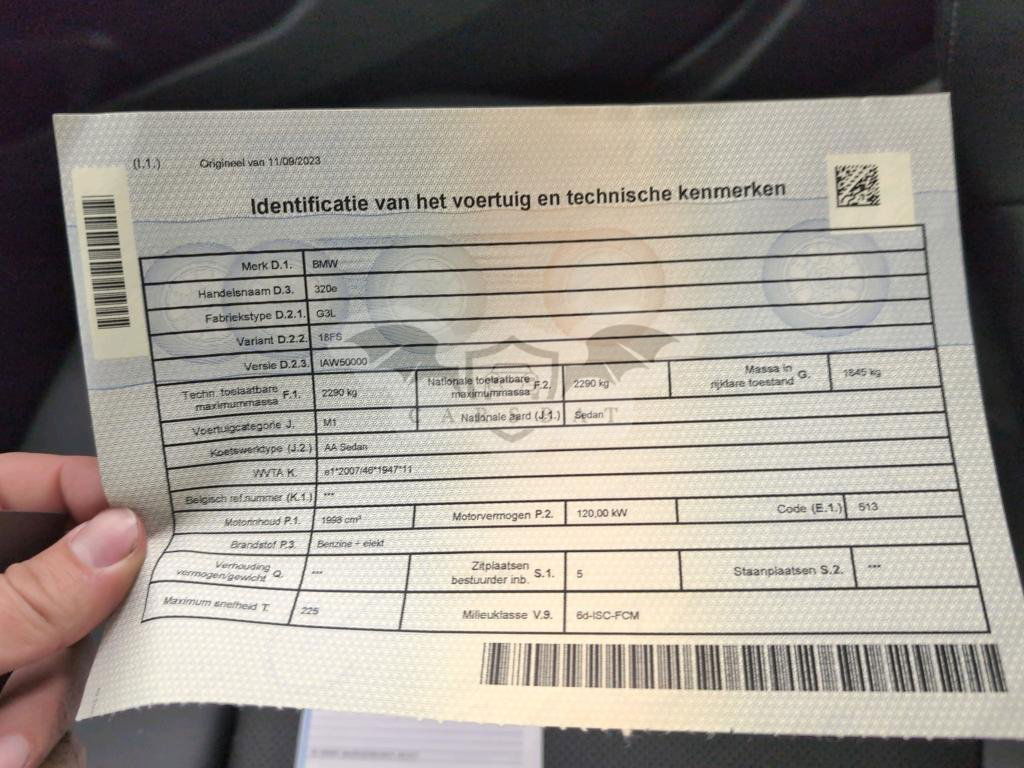 (I.1.) Origineel van 11/09/2023
Identificatie van het voertuig en technische kenmerken
Merk D.1. BMW
Handelsnaam D.3. 320e
Fabriekstype D.2.1. G3L
Variant D.2.2. 18FS
Versie D.2.3. IAW50000
Techn. toelaatbare maximummassa F.1. 2290 kg Nationale toelaatbare maximummassa F.2. 2290 kg Massa in rijklare toestand G. 1845 kg
Voertuigcategorie J. M1 Nationale aard (J.1.) Sedan
Koetswerktype (J.2.) AA Sedan
WVTA K. e1*2007/46*1947*11
Belgisch ref.nummer (K.1.) ***
Motorinhoud P.1. 1998 cm³ Motorvermogen P.2. 120,00 kW Code (E.1.) 513
Brandstof P.3. Benzine + elekt
Verhouding vermogen/gewicht Q. *** Zitplaatsen bestuurder inb. S.1. 5 Staanplaatsen S.2. ***
Maximum snelheid T. 225 Milieuklasse V.9. 6d-ISC-FCM